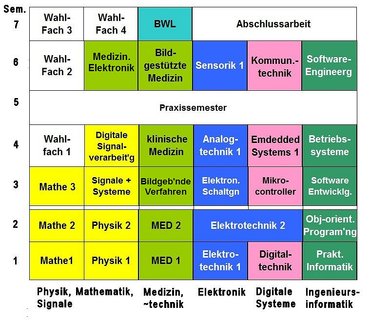 Sem.
7 Wahl- Wahl- BWL Abschlussarbeit
Fach 3 Fach 4
6 Wahl- Medizin. Bild- Sensorik 1 Kommun.- Software-
Fach 2 Elektronik gestützte technik Engineerg
Medizin
5 Praxissemester
4 Wahl- Digitale klinische Analog- Emdedded Betriebs-
fach 1 Signal- Medizin technik 1 Systems 1 systeme
verarbeit'g
3 Mathe 3 Signale + Bildgeb'nde Elektron. Mikro- Software
Systeme Verfahren Schaltgn controller Entwicklg.
2 Mathe 2 Physik 2 MED 2 Elektrotechnik 2 Obj-orient.
Program'ng
1 Mathe1 Physik 1 MED 1 Elektro- Digital- Prakt.
technik 1 technik Informatik
Physik, Mathematik, Medizin, Elektronik Digitale Ingenieurs-
Signale ~technik Systeme informatik